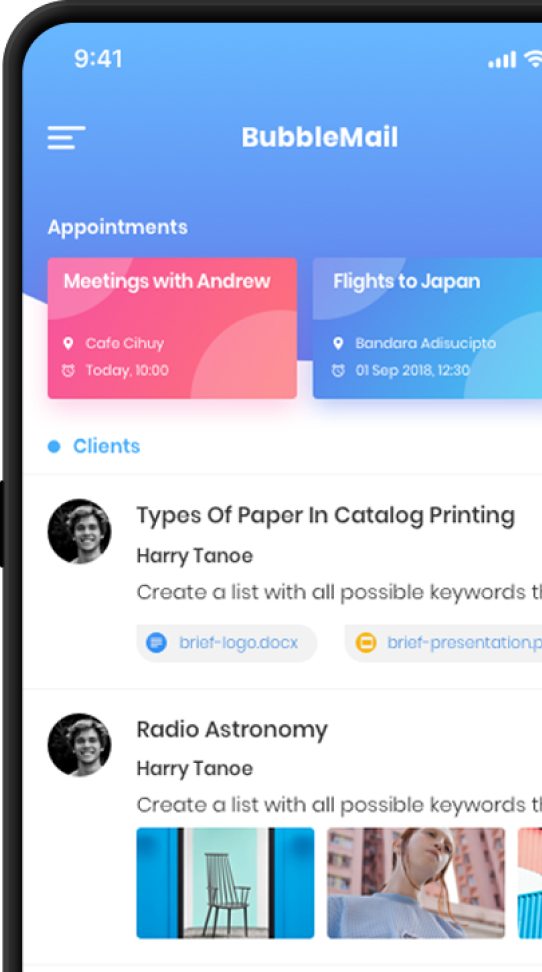 9:41
BubbleMail
Appointments
Meetings with Andrew
Cafe Cihuy
Today, 10:00
Flights to Japan
Bandara Adisucipto
01 Sep 2018, 12:30
Clients
Types Of Paper In Catalog Printing
Harry Tanoe
Create a list with all possible keywords
brief-logo.docx
brief-presentation.p
Radio Astronomy
Harry Tanoe
Create a list with all possible keywords